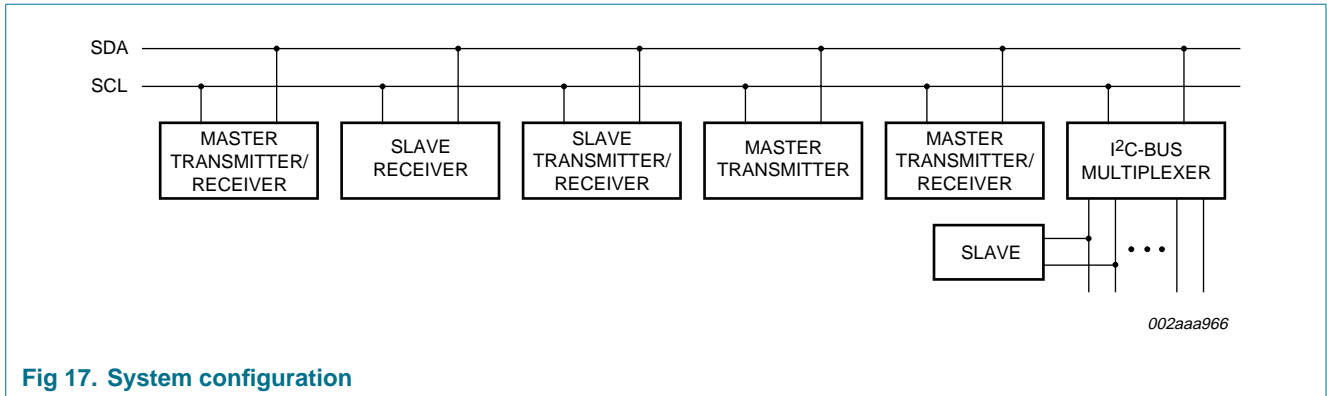 SDA
SCL
MASTER
TRANSMITTER/
RECEIVER
SLAVE
RECEIVER
SLAVE
TRANSMITTER/
RECEIVER
MASTER
TRANSMITTER
MASTER
TRANSMITTER/
RECEIVER
I²C-BUS
MULTIPLEXER
SLAVE
002aaa966
Fig 17. System configuration